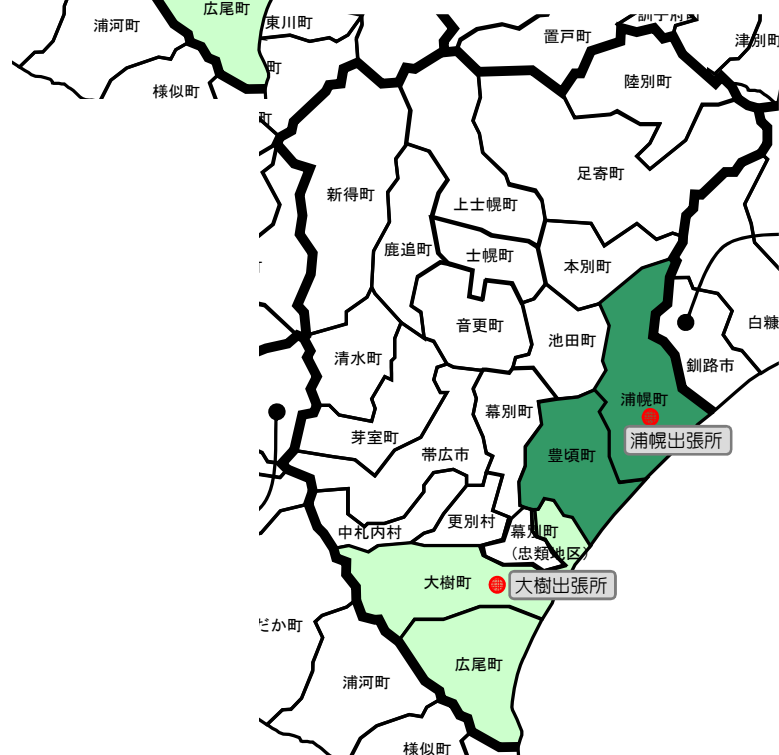 広尾町
浦河町
東川町
町
様似町
置戸町
訓子府町
津別町
陸別町
町
足寄町
新得町
上士幌町
鹿追町
士幌町
本別町
音更町
池田町
白糠
清水町
釧路市
幕別町
浦幌町
芽室町
浦幌出張所
帯広市
豊頃町
更別村
中札内村
幕別町
(忠類地区)
大樹町
大樹出張所
だか町
広尾町
浦河町
様似町